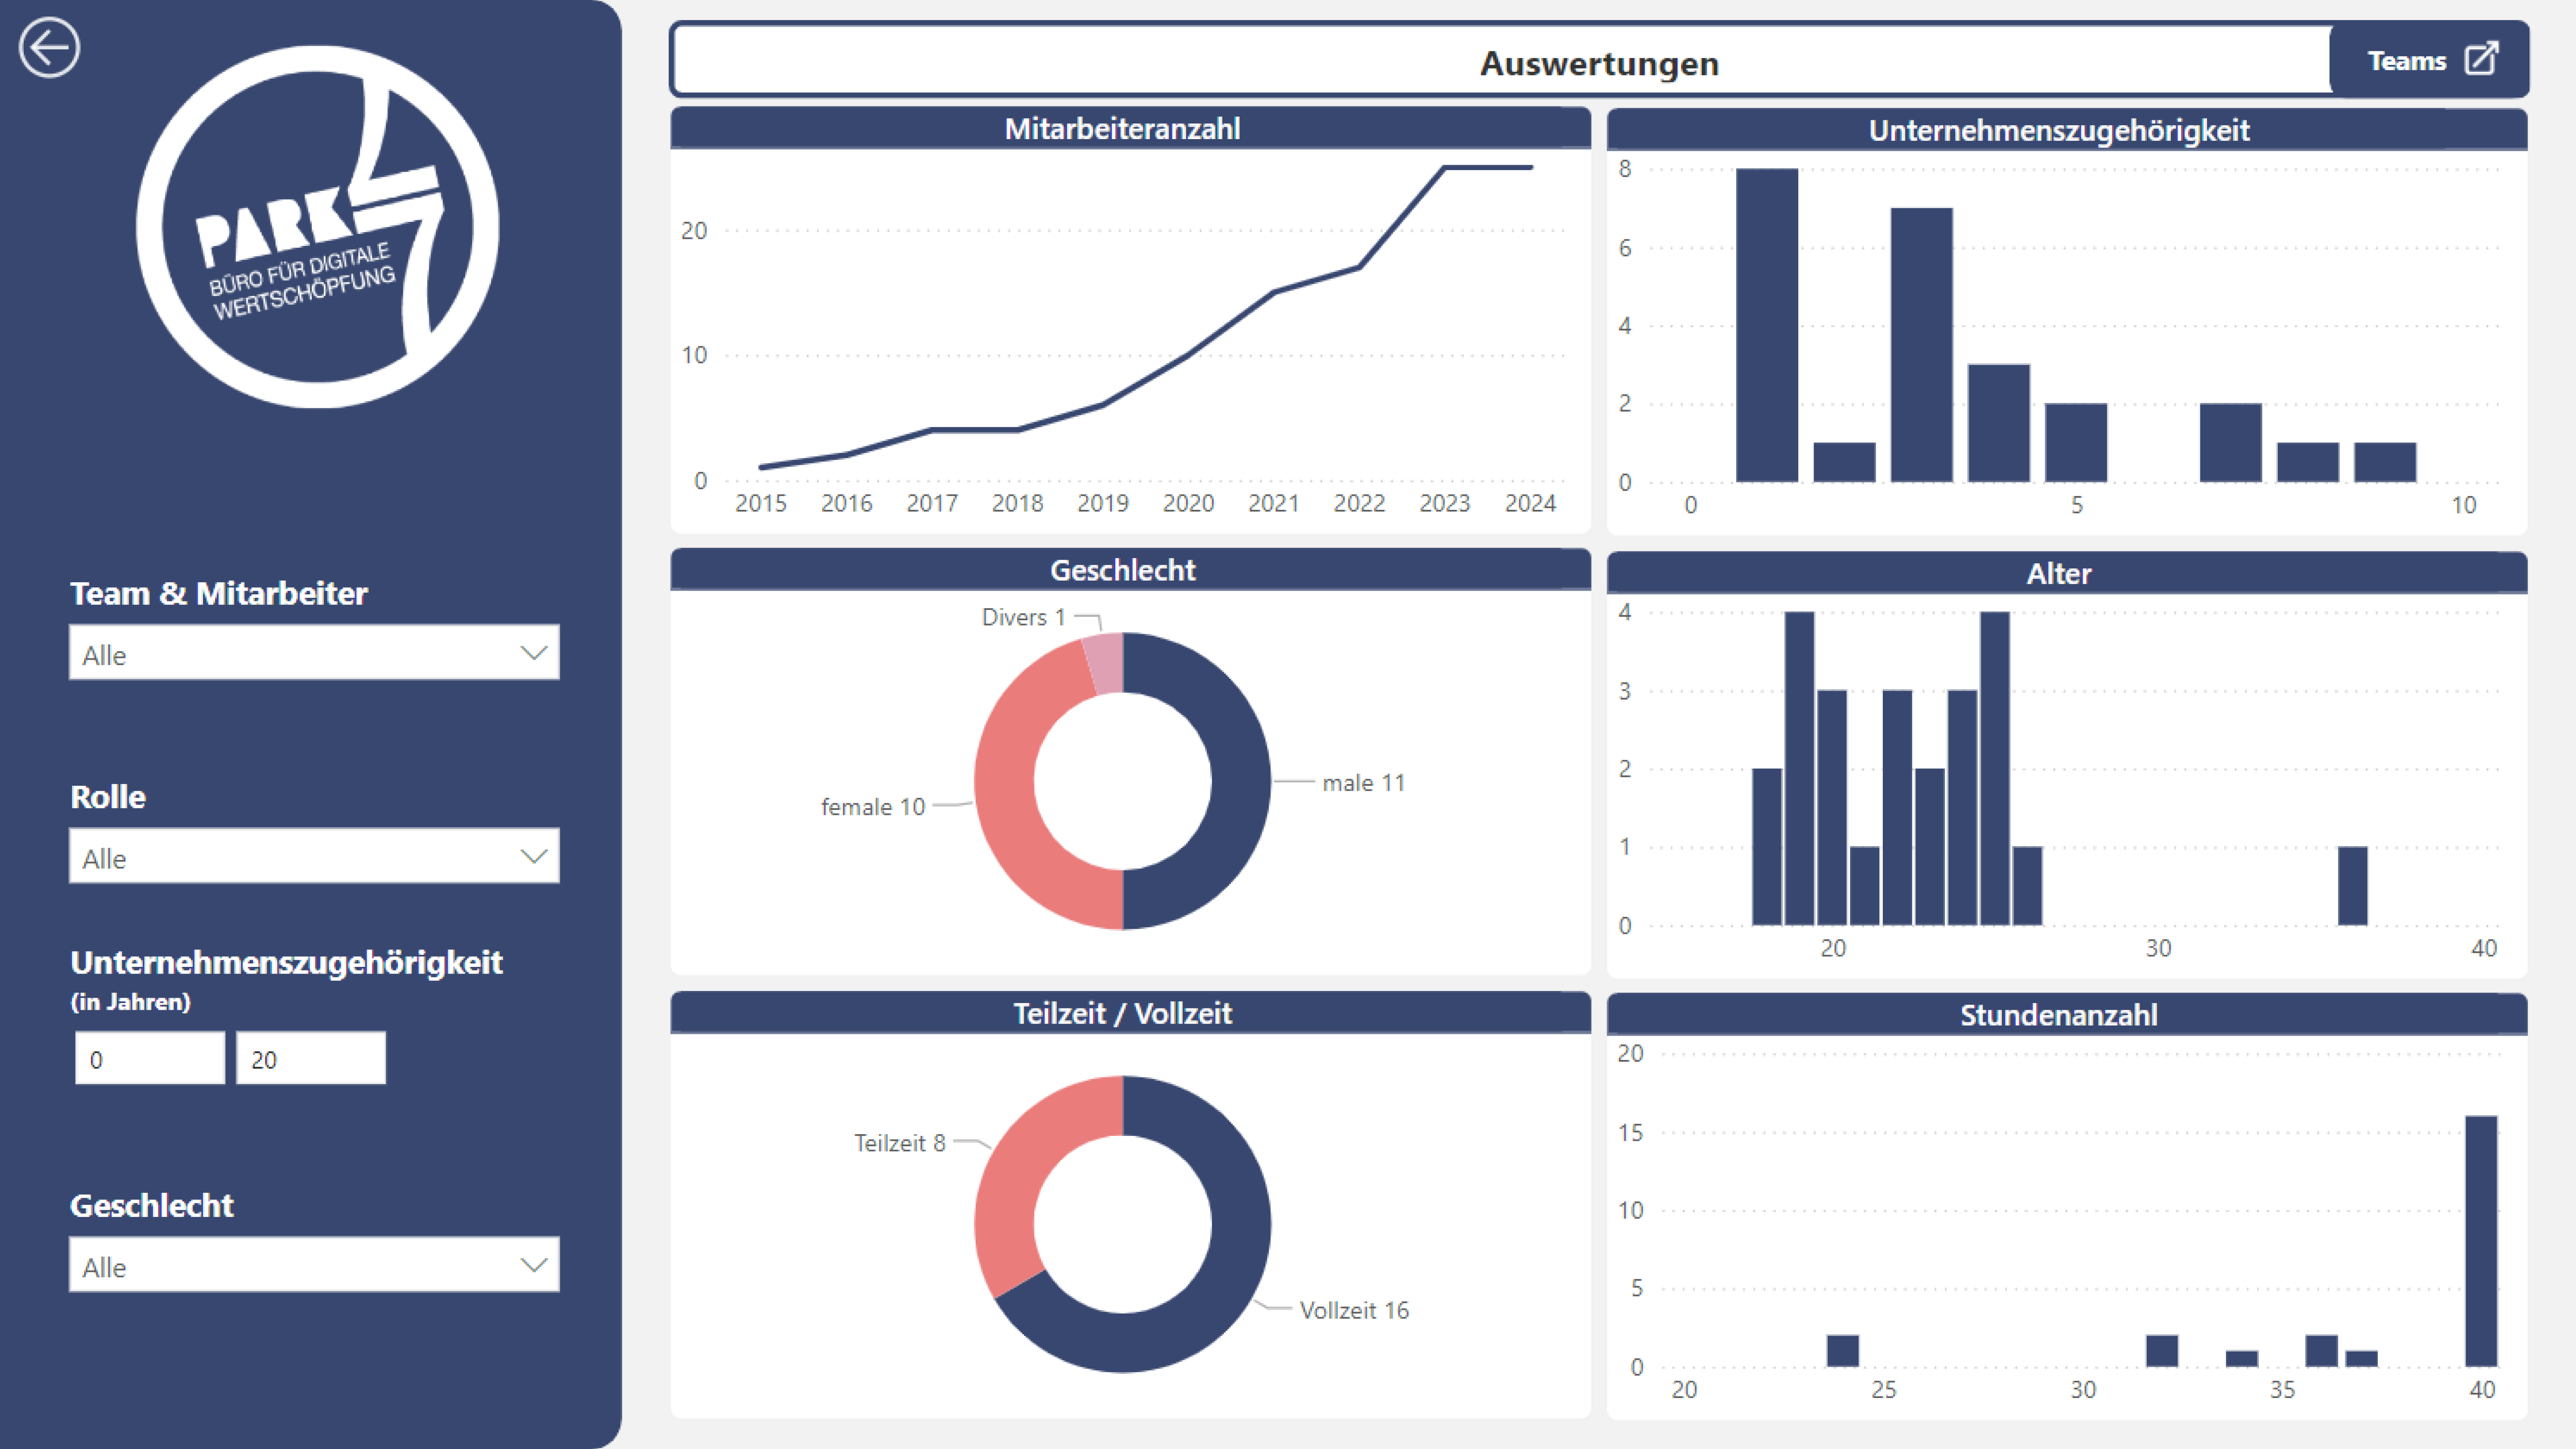 PARK
27
BÜRO FÜR DIGITALE
WERTSCHÖPFUNG
Team & Mitarbeiter
Alle
Rolle
Alle
Unternehmenszugehörigkeit
(in Jahren)
0 20
Geschlecht
Alle
Auswertungen
Teams
Mitarbeiteranzahl
20
10
0
2015 2016 2017 2018 2019 2020 2021 2022 2023 2024
Unternehmenszugehörigkeit
8
6
4
2
0
0 5 10
Geschlecht
Divers 1
male 11
female 10
Alter
4
3
2
1
0
20 30 40
Teilzeit / Vollzeit
Teilzeit 8
Vollzeit 16
Stundenanzahl
20
15
10
5
0
20 25 30 35 40